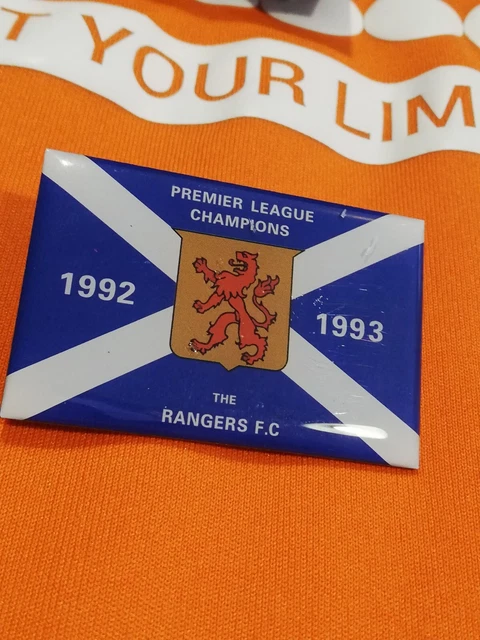 T YOUR LIM
PREMIER LEAGUE
CHAMPIONS
1992
1993
THE
RANGERS F.C